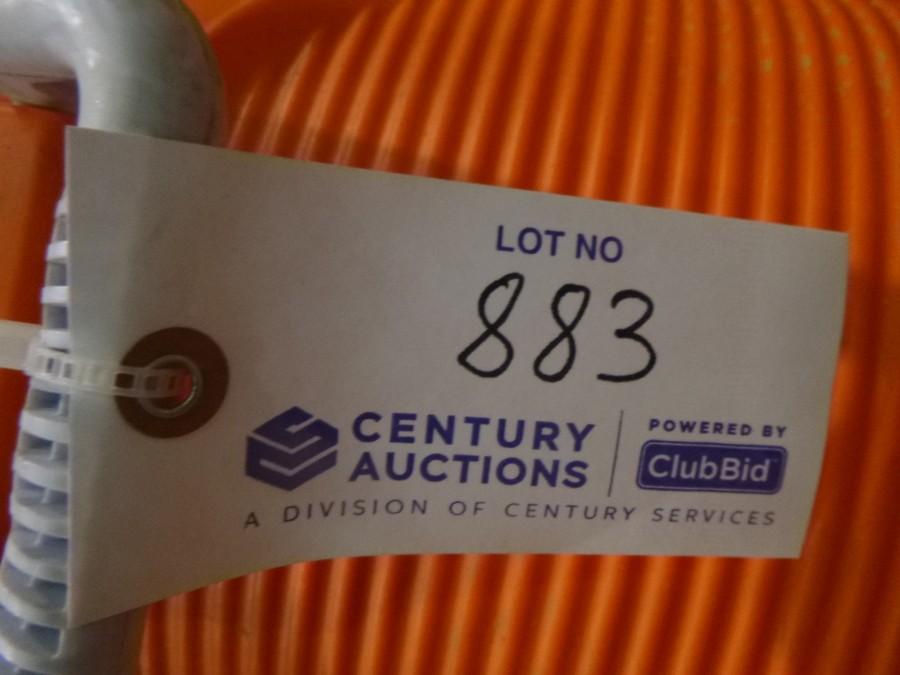 LOT NO
883
CENTURY
AUCTIONS
POWERED BY
ClubBid
A DIVISION OF CENTURY SERVICES